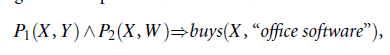 P₁(X, Y) ∧ P₂(X, W) ⇒ buys(X, “office software”),